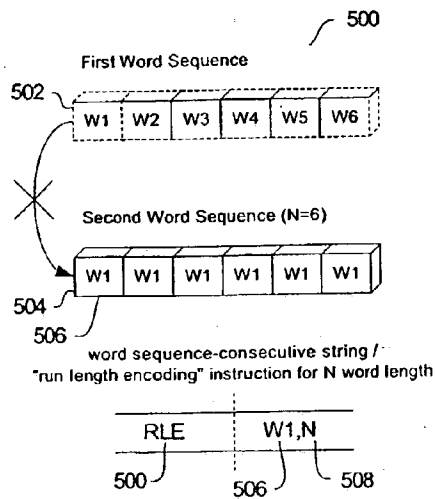 500
First Word Sequence
502
W1 W2 W3 W4 W5 W6
Second Word Sequence (N=6)
W1 W1 W1 W1 W1 W1
504
506
word sequence-consecutive string /
"run length encoding" instruction for N word length
RLE W1,N
500 506 508